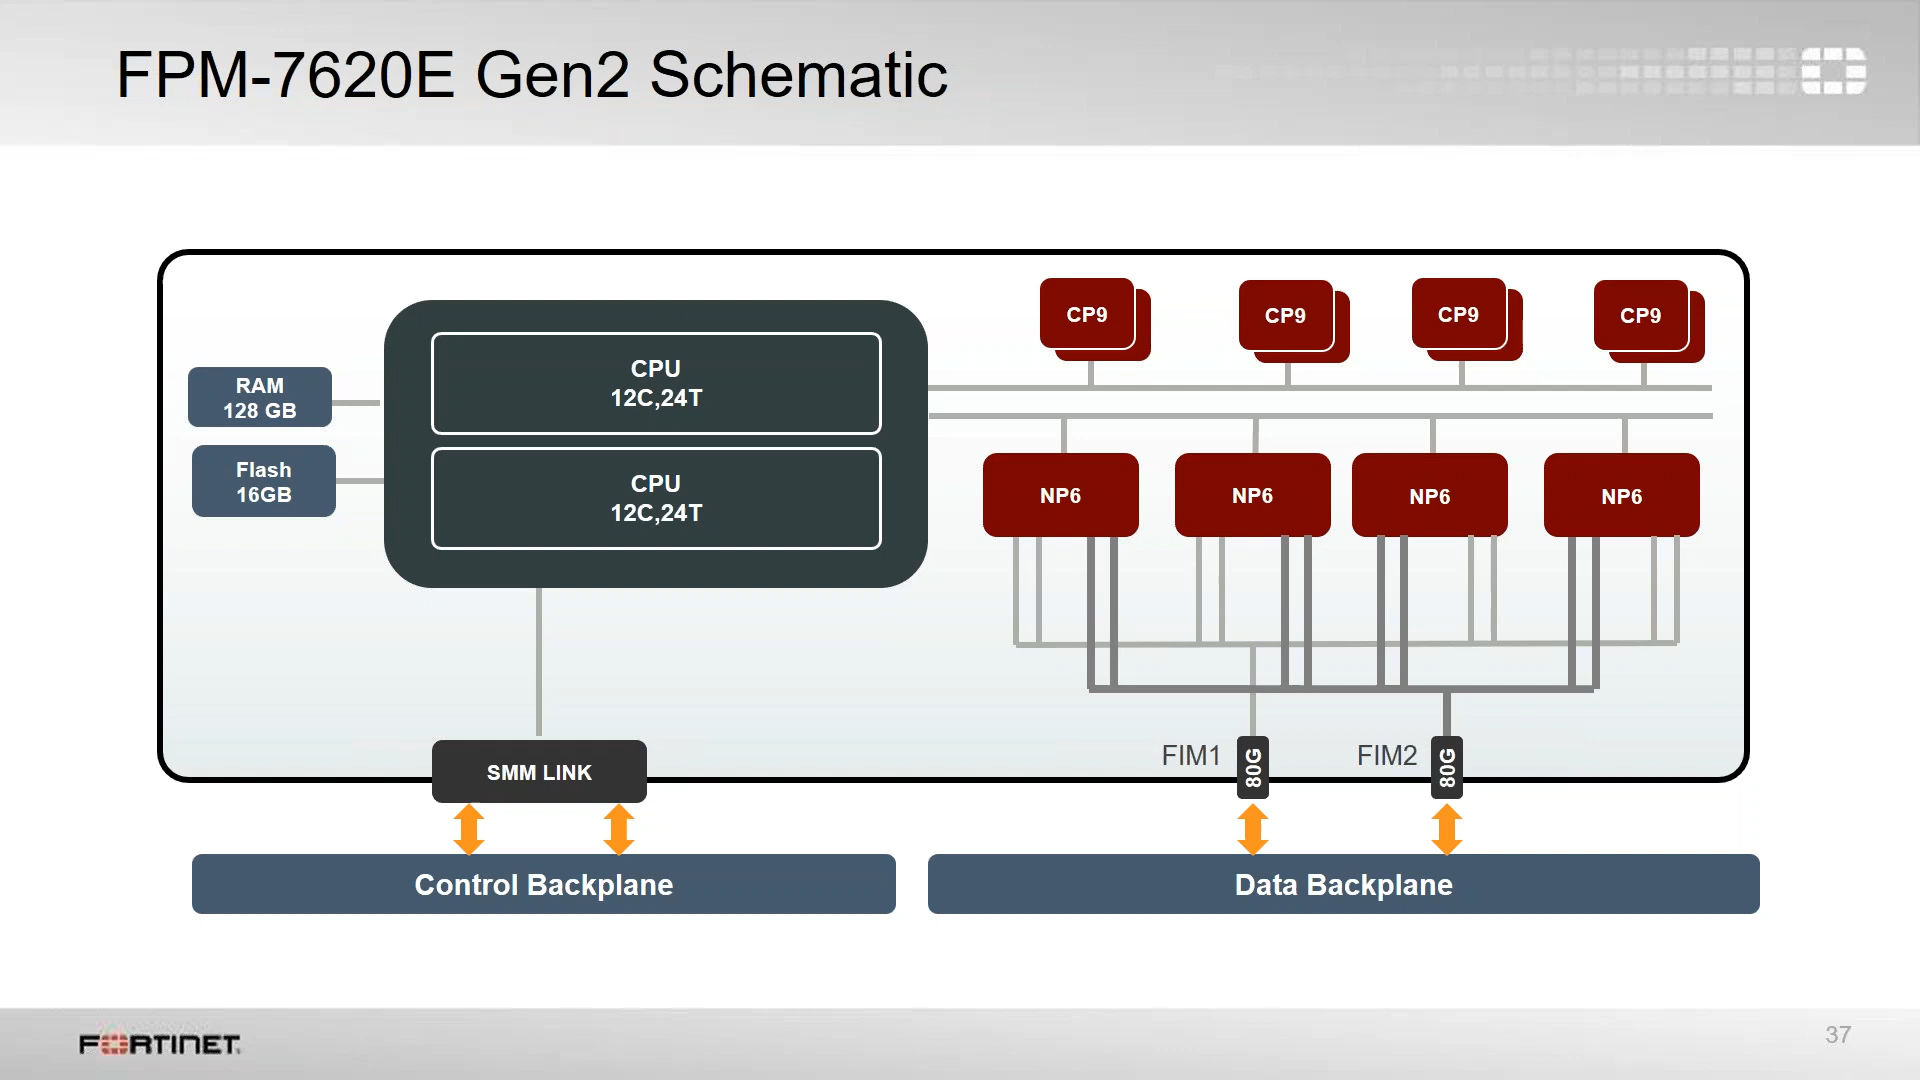 FPM-7620E Gen2 Schematic
CP9
CP9
CP9
CP9
CPU
12C,24T
RAM
128 GB
Flash
16GB
CPU
12C,24T
NP6
NP6
NP6
NP6
FIM1
80G
FIM2
80G
SMM LINK
Control Backplane
Data Backplane
FORTINET
37